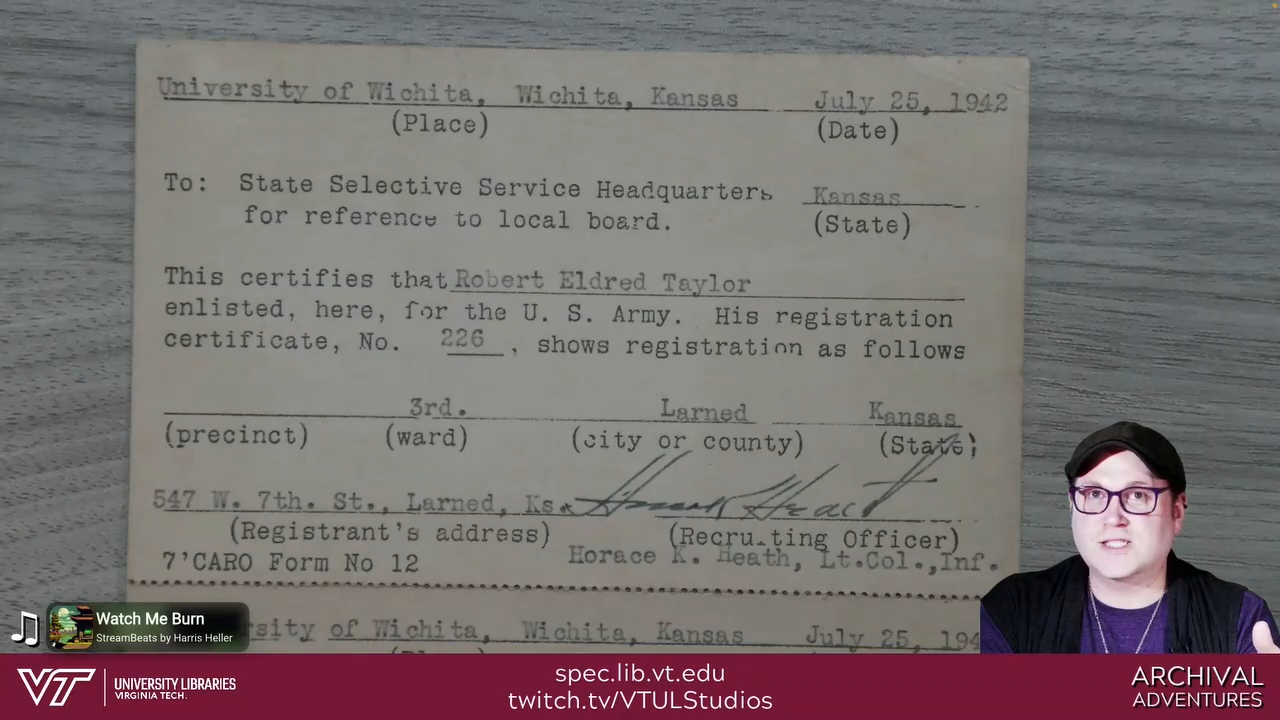 University of Wichita, Wichita, Kansas July 25, 1942
(Place) (Date)
To: State Selective Service Headquarters Kansas
for reference to local board. (State)
This certifies that Robert Eldred Taylor
enlisted, here, for the U. S. Army. His registration
certificate, No. 226, shows registration as follows
3rd. Larned Kansas
(precinct) (ward) (city or county) (State)
547 W. 7th. St., Larned, Ks.
(Registrant's address) (Recruiting Officer)
7'CARO Form No 12 Horace K. Heath, Lt.Col.,Inf.
of Wichita, Wichita, Kansas July 25,
Watch Me Burn
StreamBeats by Harris Heller
VT UNIVERSITY LIBRARIES
VIRGINIA TECH.
spec.lib.vt.edu
twitch.tv/VTULStudios
ARCHIVAL
ADVENTURES